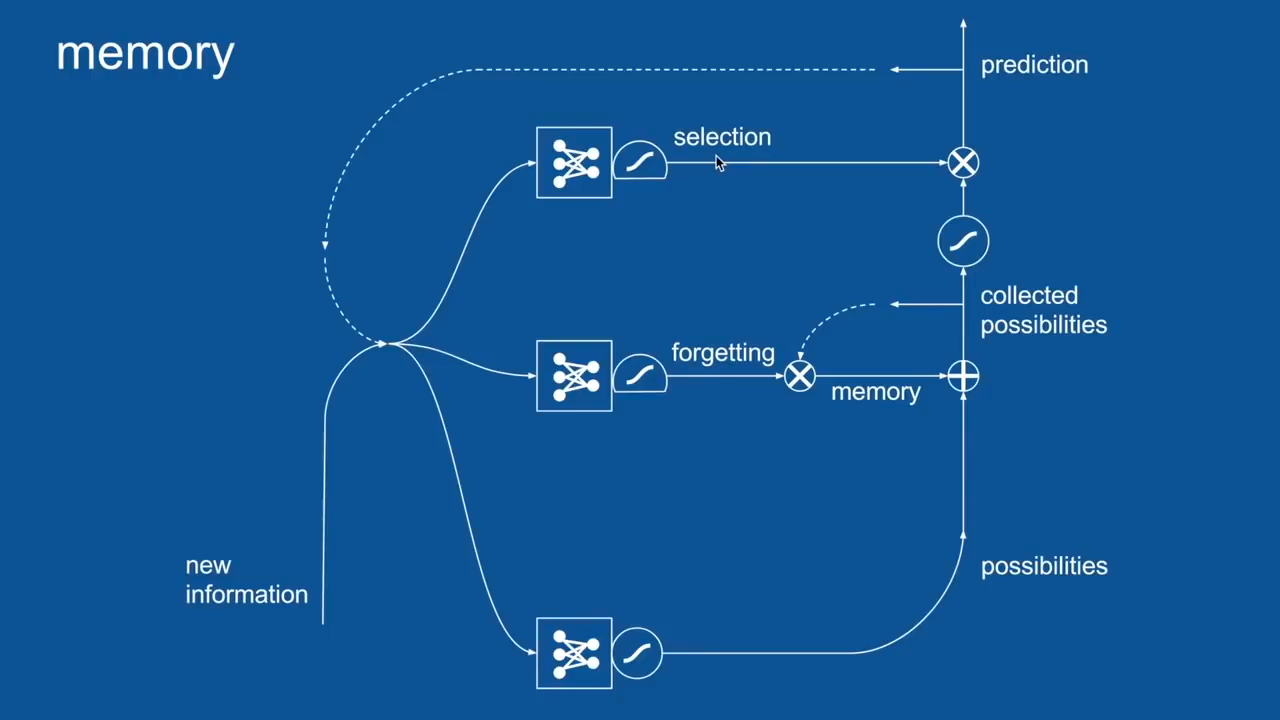 memory
prediction
selection
collected
possibilities
forgetting
memory
new
information
possibilities